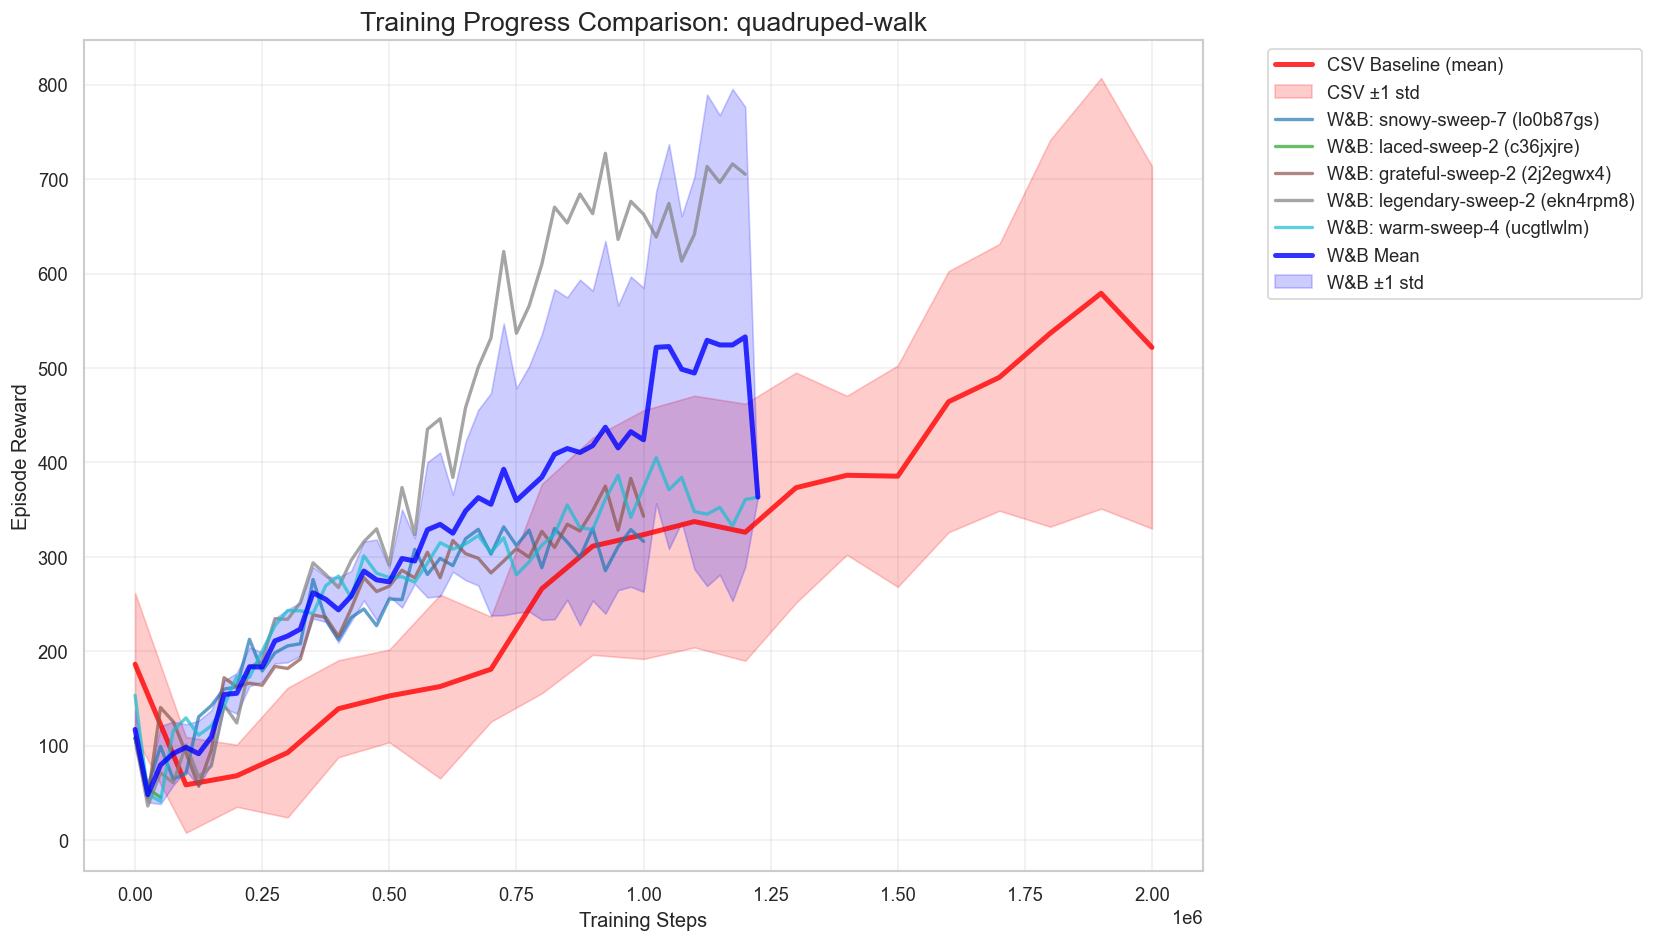 Training Progress Comparison: quadruped-walk
CSV Baseline (mean)
CSV ±1 std
W&B: snowy-sweep-7 (lo0b87gs)
W&B: laced-sweep-2 (c36jxjre)
W&B: grateful-sweep-2 (2j2egwx4)
W&B: legendary-sweep-2 (ekn4rpm8)
W&B: warm-sweep-4 (ucgtlwlm)
W&B Mean
W&B ±1 std
Episode Reward
800
700
600
500
400
300
200
100
0
0.00 0.25 0.50 0.75 1.00 1.25 1.50 1.75 2.00
1e6
Training Steps